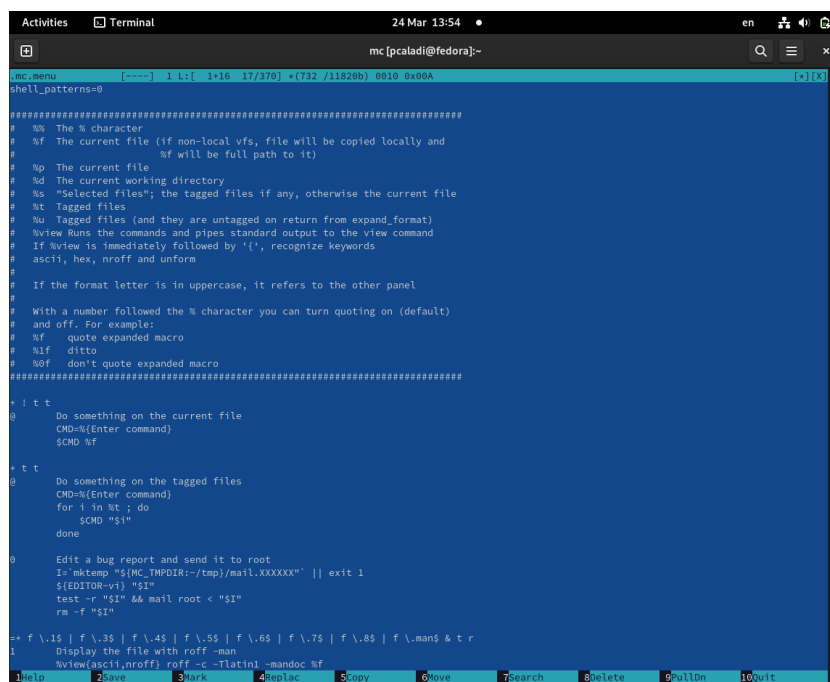 Activities Terminal 24 Mar 13:54 en
mc [pcaladi@fedora]:~
.mc.menu [----] 1 L:[ 1+16 17/370] *(732 /11820b) 0010 0x00A [*][X]
shell_patterns=0
################################################################################
# %% The % character
# %f The current file (if non-local vfs, file will be copied locally and
# %f will be full path to it)
# %p The current file
# %d The current working directory
# %s "Selected files"; the tagged files if any, otherwise the current file
# %t Tagged files
# %u Tagged files (and they are untagged on return from expand_format)
# %view Runs the commands and pipes standard output to the view command
# If %view is immediately followed by '{', recognize keywords
# ascii, hex, nroff and unform
#
# If the format letter is in uppercase, it refers to the other panel
#
# With a number followed the % character you can turn quoting on (default)
# and off. For example:
# %f quote expanded macro
# %1f ditto
# %0f don't quote expanded macro
################################################################################
+ ! t t
@ Do something on the current file
CMD=%{Enter command}
$CMD %f
+ t t
@ Do something on the tagged files
CMD=%{Enter command}
for i in %t ; do
$CMD "$i"
done
0 Edit a bug report and send it to root
I=`mktemp "${MC_TMPDIR:-/tmp}/mail.XXXXXX"` || exit 1
${EDITOR-vi} "$I"
test -r "$I" && mail root < "$I"
rm -f "$I"
=+ f \.1$ | f \.3$ | f \.4$ | f \.5$ | f \.6$ | f \.7$ | f \.8$ | f \.man$ & t r
1 Display the file with roff -man
%view{ascii,nroff} roff -c -Tlatin1 -mandoc %f
1Help 2Save 3Mark 4Replac 5Copy 6Move 7Search 8Delete 9PullDn 10Quit